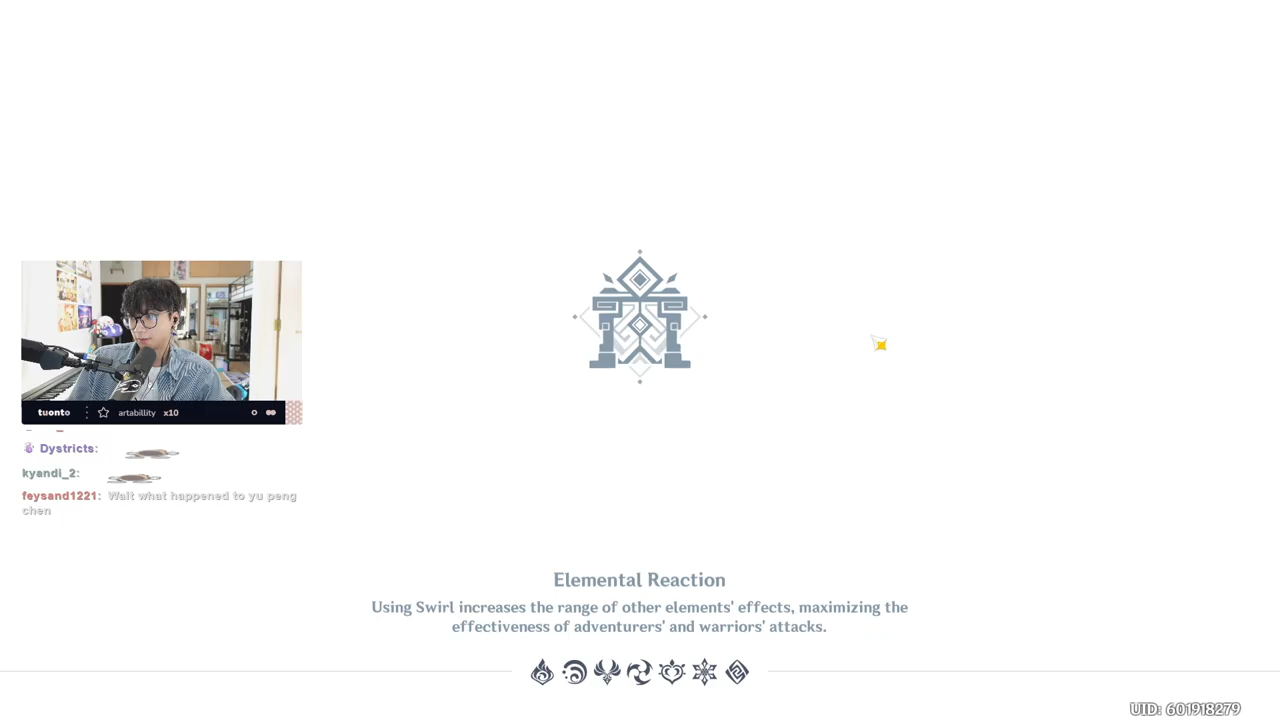 tuonto
artabillity x10
Dystricts:
kyandi_2:
feysand1221: Wait what happened to yu peng
chen
Elemental Reaction
Using Swirl increases the range of other elements' effects, maximizing the
effectiveness of adventurers' and warriors' attacks.
UID: 601918279